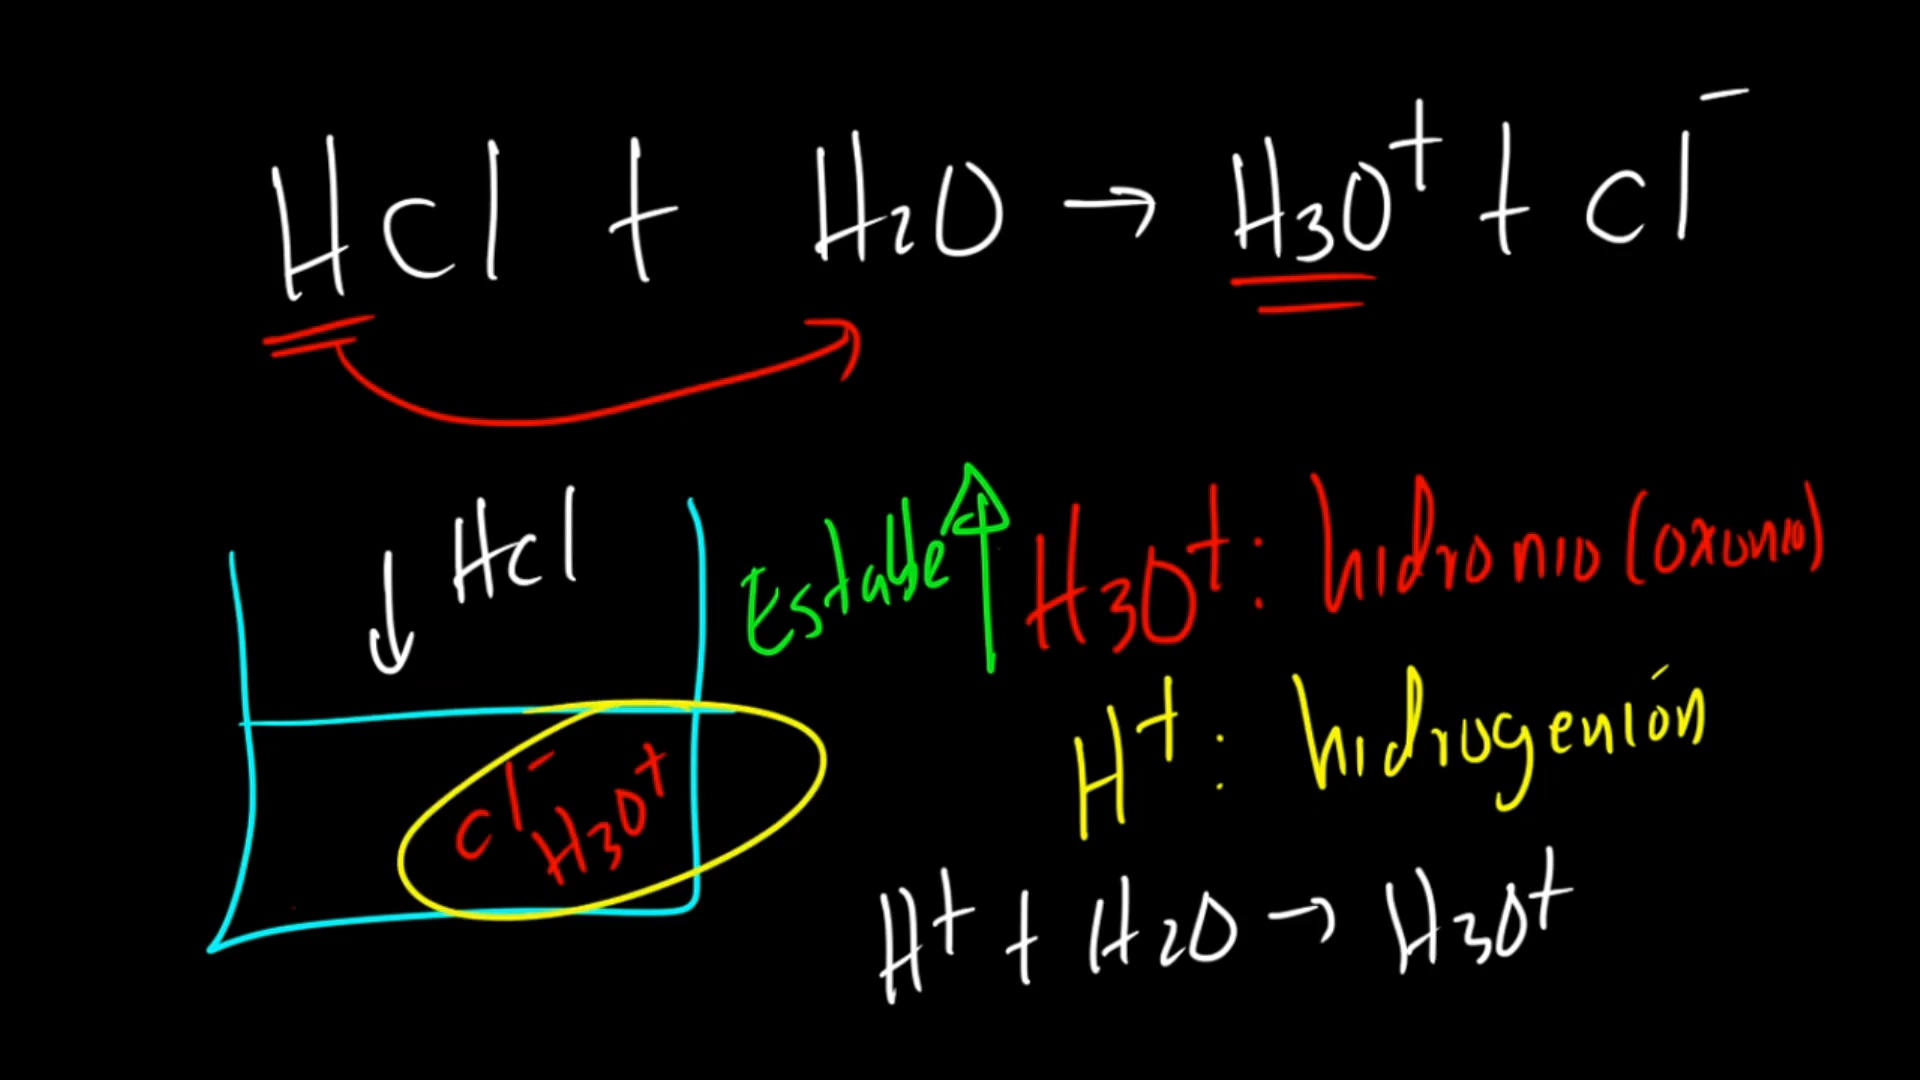 HCl + H₂O → H₃O⁺ + Cl⁻
↓ HCl
Estable ↑ H₃O⁺: hidronio (oxonio)
H⁺: hidrogenión
Cl⁻ H₃O⁺
H⁺ + H₂O → H₃O⁺